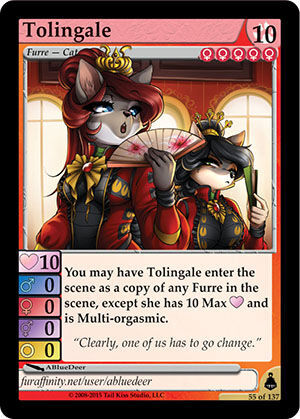 Tolingale
10
Furre — Cat
10
0
0
0
0
You may have Tolingale enter the
scene as a copy of any Furre in the
scene, except she has 10 Max and
is Multi-orgasmic.
"Clearly, one of us has to go change."
ABlueDeer
furaffinity.net/user/abluedeer
© 2008-2015 Tail Kiss Studio, LLC
55 of 137